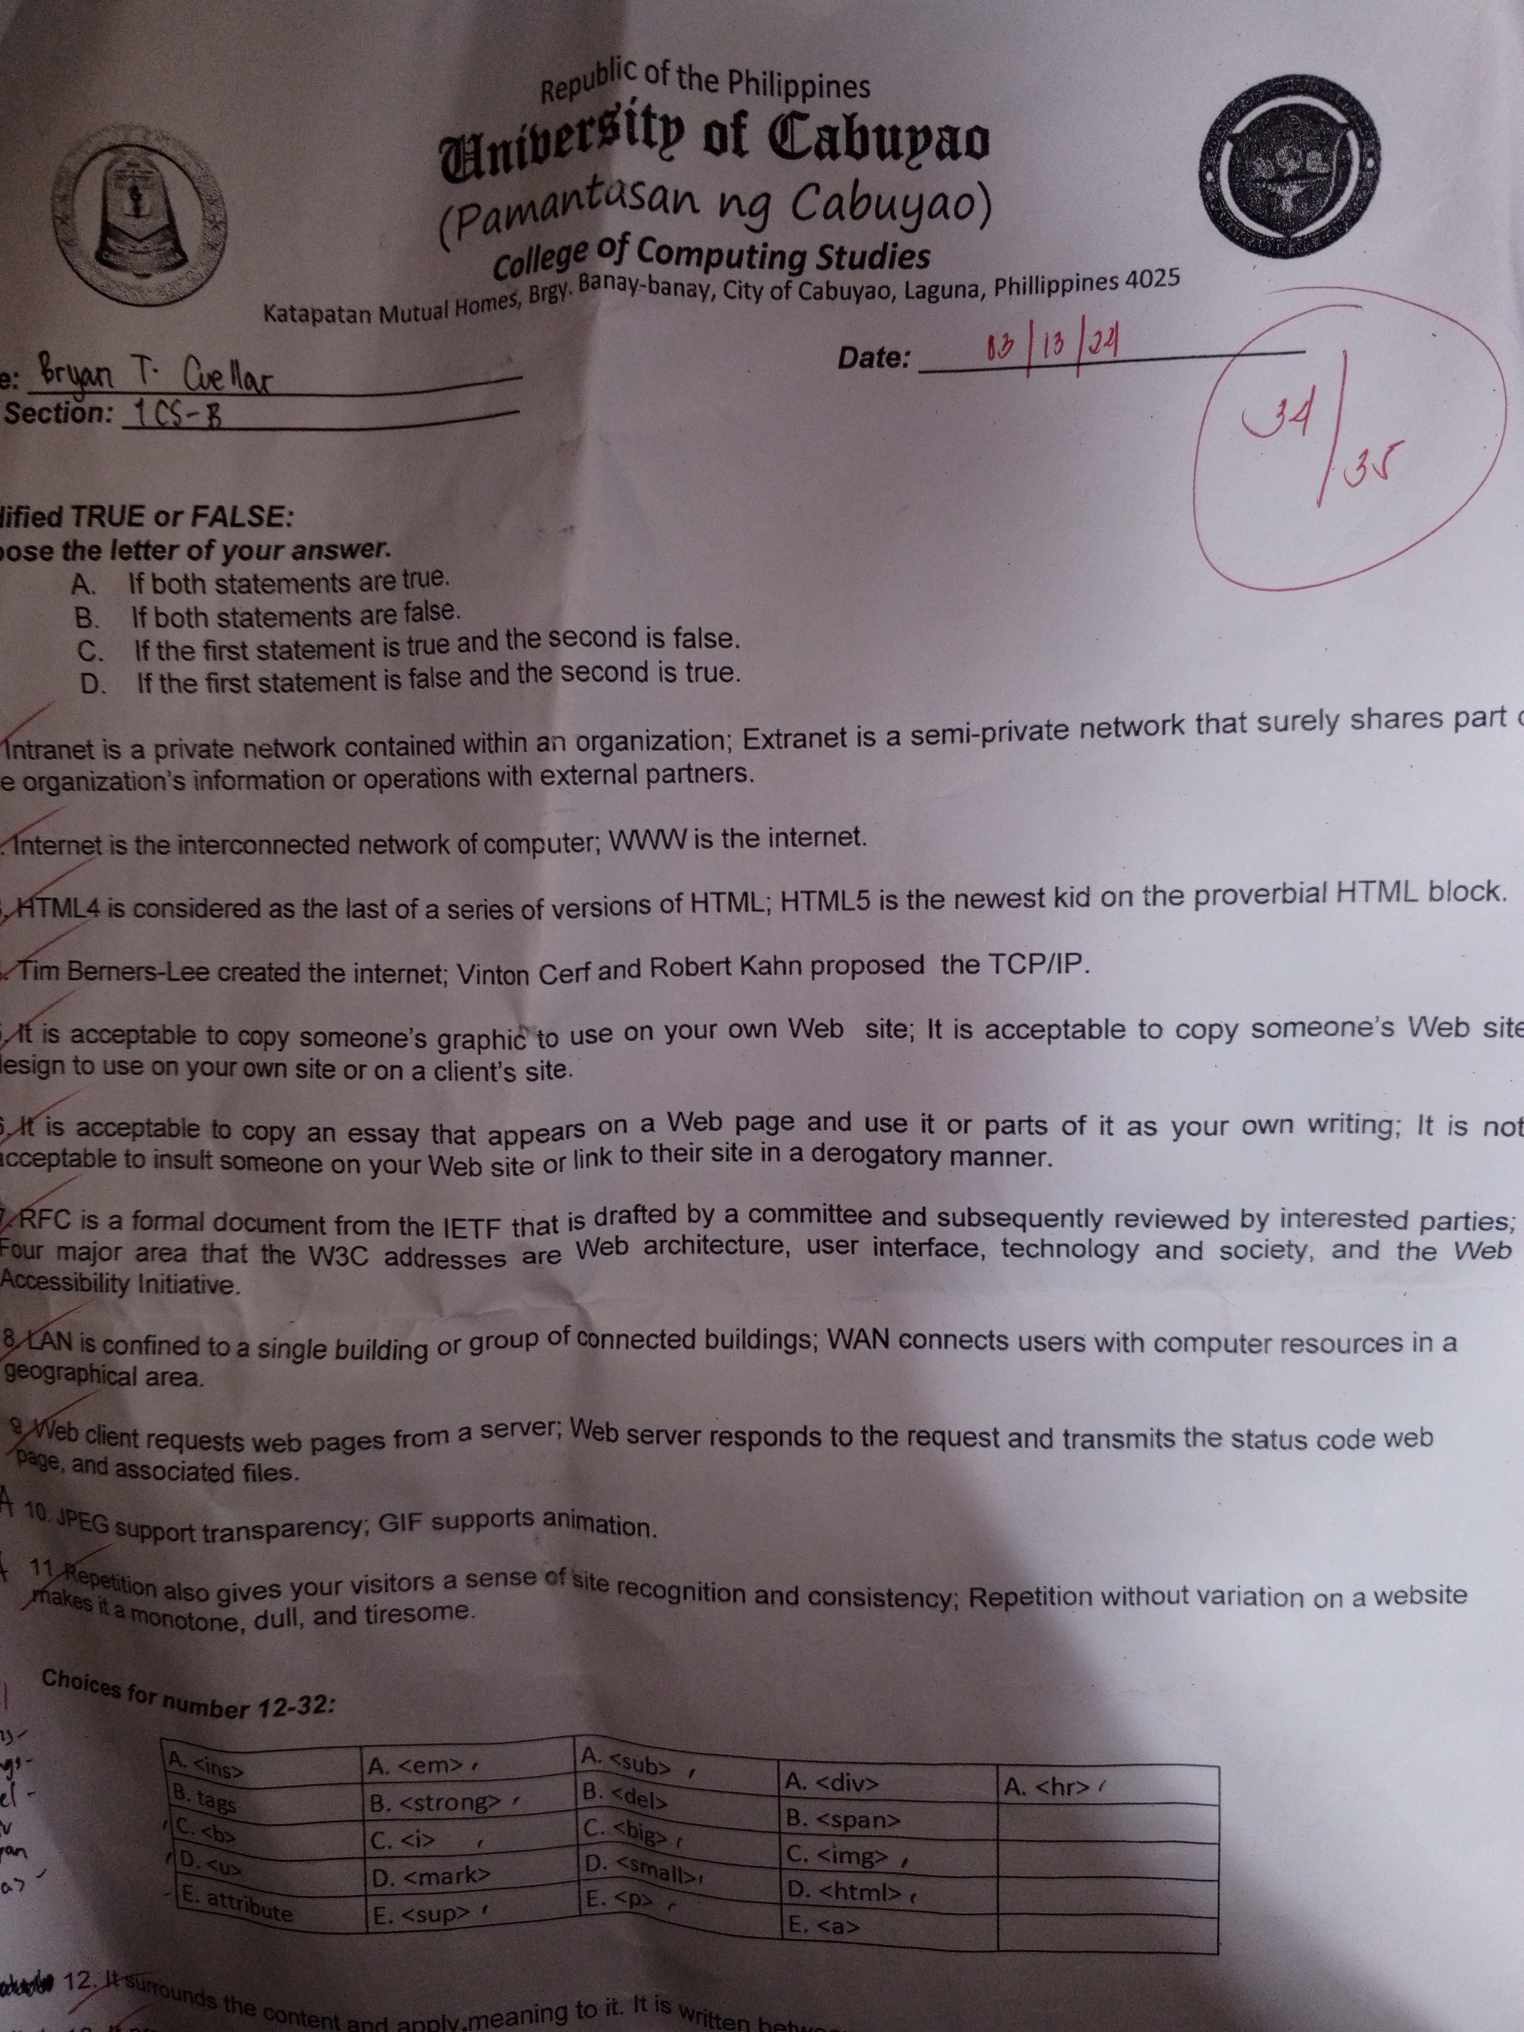 Republic of the Philippines
University of Cabuyao
(Pamantasan ng Cabuyao)
College of Computing Studies
Katapatan Mutual Homes, Brgy. Banay-banay, City of Cabuyao, Laguna, Phillippines 4025
e: Bryan T. Cuellar
Date: 03/13/24
Section: 1CS-B
34/35
dified TRUE or FALSE:
oose the letter of your answer.
A. If both statements are true.
B. If both statements are false.
C. If the first statement is true and the second is false.
D. If the first statement is false and the second is true.
Intranet is a private network contained within an organization; Extranet is a semi-private network that surely shares part o
e organization's information or operations with external partners.
. Internet is the interconnected network of computer; WWW is the internet.
. HTML4 is considered as the last of a series of versions of HTML; HTML5 is the newest kid on the proverbial HTML block.
. Tim Berners-Lee created the internet; Vinton Cerf and Robert Kahn proposed the TCP/IP.
. It is acceptable to copy someone's graphic to use on your own Web site; It is acceptable to copy someone's Web site
design to use on your own site or on a client's site.
6. It is acceptable to copy an essay that appears on a Web page and use it or parts of it as your own writing; It is not
acceptable to insult someone on your Web site or link to their site in a derogatory manner.
7. RFC is a formal document from the IETF that is drafted by a committee and subsequently reviewed by interested parties;
Four major area that the W3C addresses are Web architecture, user interface, technology and society, and the Web
Accessibility Initiative.
8. LAN is confined to a single building or group of connected buildings; WAN connects users with computer resources in a
geographical area.
9. Web client requests web pages from a server; Web server responds to the request and transmits the status code web
page, and associated files.
A 10. JPEG support transparency; GIF supports animation.
11. Repetition also gives your visitors a sense of site recognition and consistency; Repetition without variation on a website
makes it a monotone, dull, and tiresome.
Choices for number 12-32:
A. <ins> A. <em> A. <sub> A. <div> A. <hr>
B. tags B. <strong> B. <del> B. <span>
C. <b> C. <i> C. <big> C. <img>
D. <u> D. <mark> D. <small> D. <html>
E. attribute E. <sup> E. <p> E. <a>
12. It surrounds the content and apply meaning to it. It is written